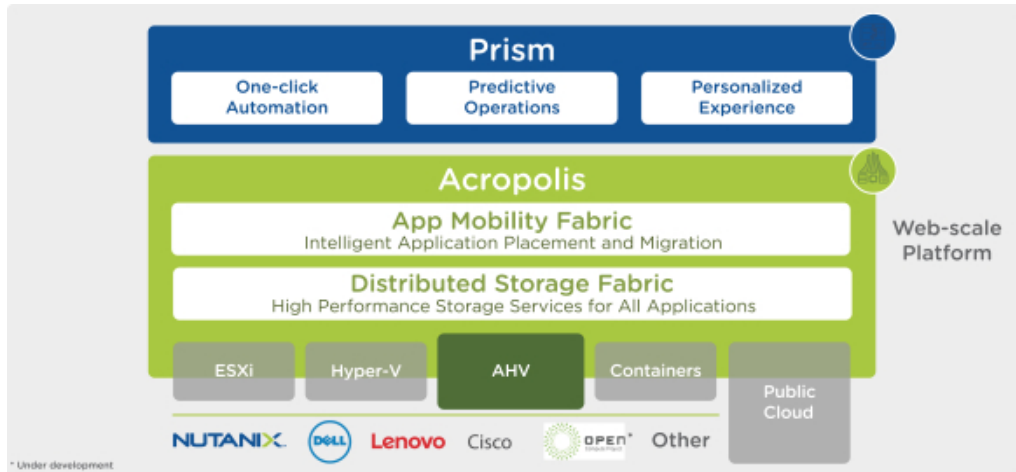 Prism
One-click
Automation
Predictive
Operations
Personalized
Experience
Acropolis
App Mobility Fabric
Intelligent Application Placement and Migration
Distributed Storage Fabric
High Performance Storage Services for All Applications
Web-scale
Platform
ESXi
Hyper-V
AHV
Containers
Public
Cloud
NUTANIX.
DELL
Lenovo
Cisco
OPEN*
Other
* Under development